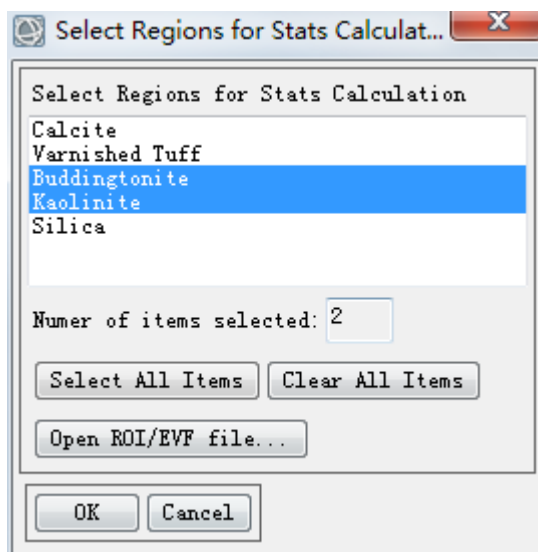 Select Regions for Stats Calculat...
Select Regions for Stats Calculation
Calcite
Varnished Tuff
Buddingtonite
Kaolinite
Silica
Numer of items selected: 2
Select All Items Clear All Items
Open ROI/EVF file...
OK Cancel